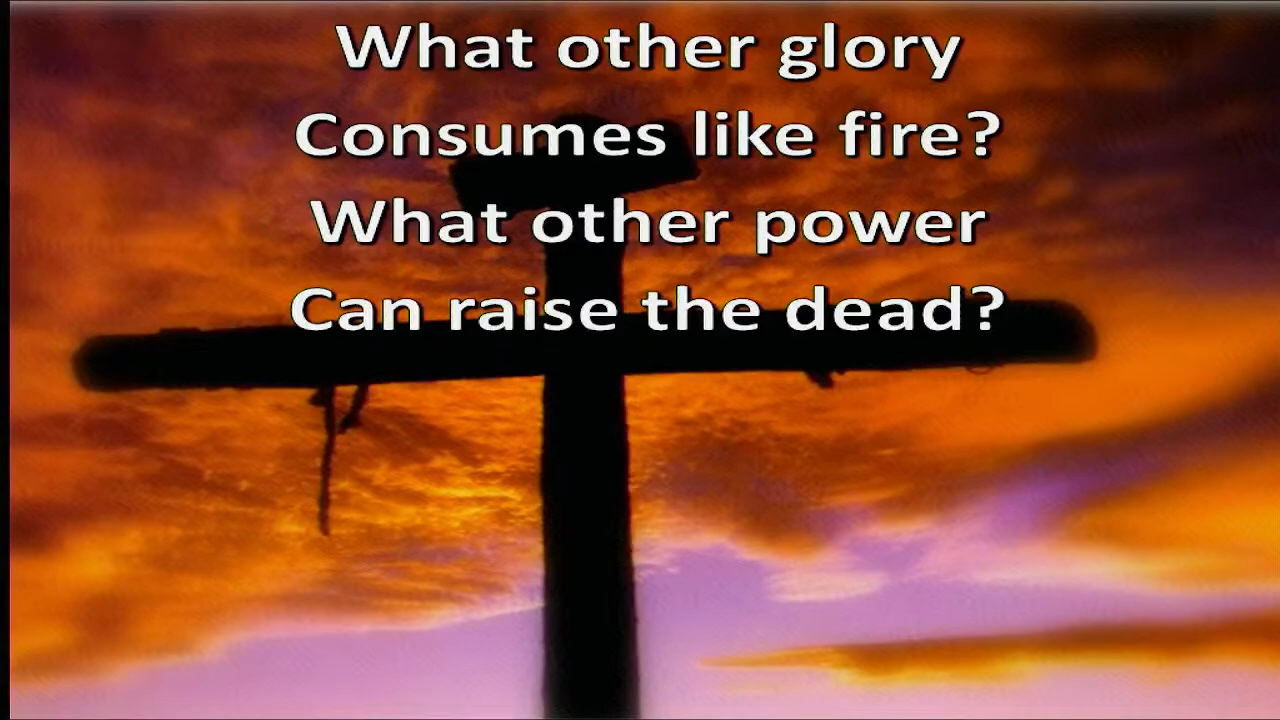 What other glory
Consumes like fire?
What other power
Can raise the dead?